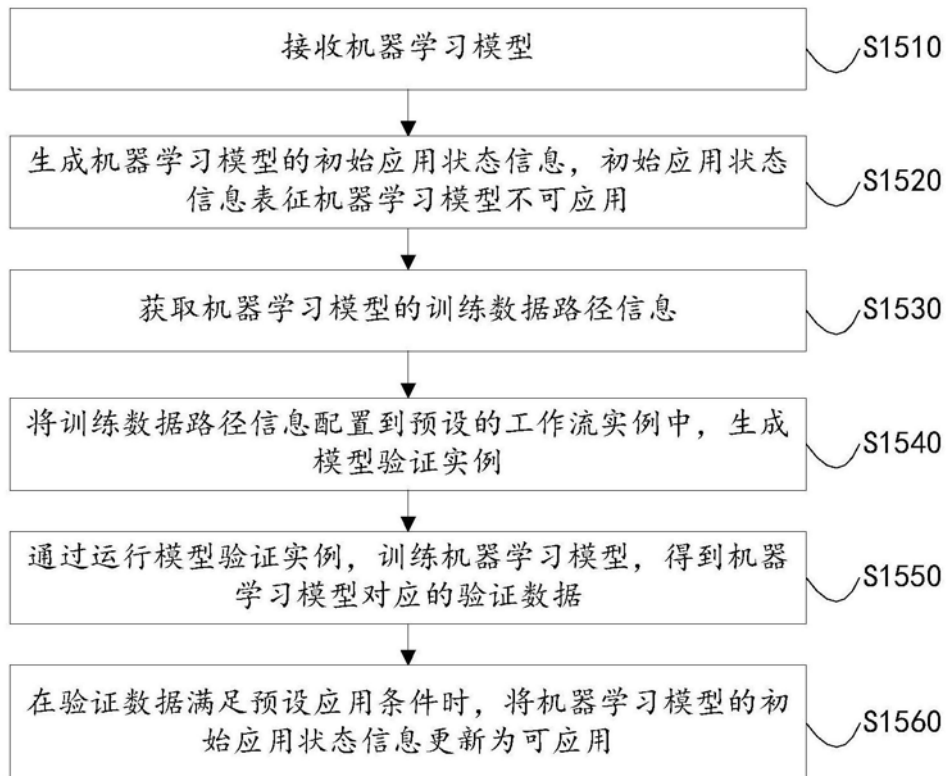 接收机器学习模型
S1510
生成机器学习模型的初始应用状态信息，初始应用状态
信息表征机器学习模型不可应用
S1520
获取机器学习模型的训练数据路径信息
S1530
将训练数据路径信息配置到预设的工作流实例中，生成
模型验证实例
S1540
通过运行模型验证实例，训练机器学习模型，得到机器
学习模型对应的验证数据
S1550
在验证数据满足预设应用条件时，将机器学习模型的初
始应用状态信息更新为可应用
S1560